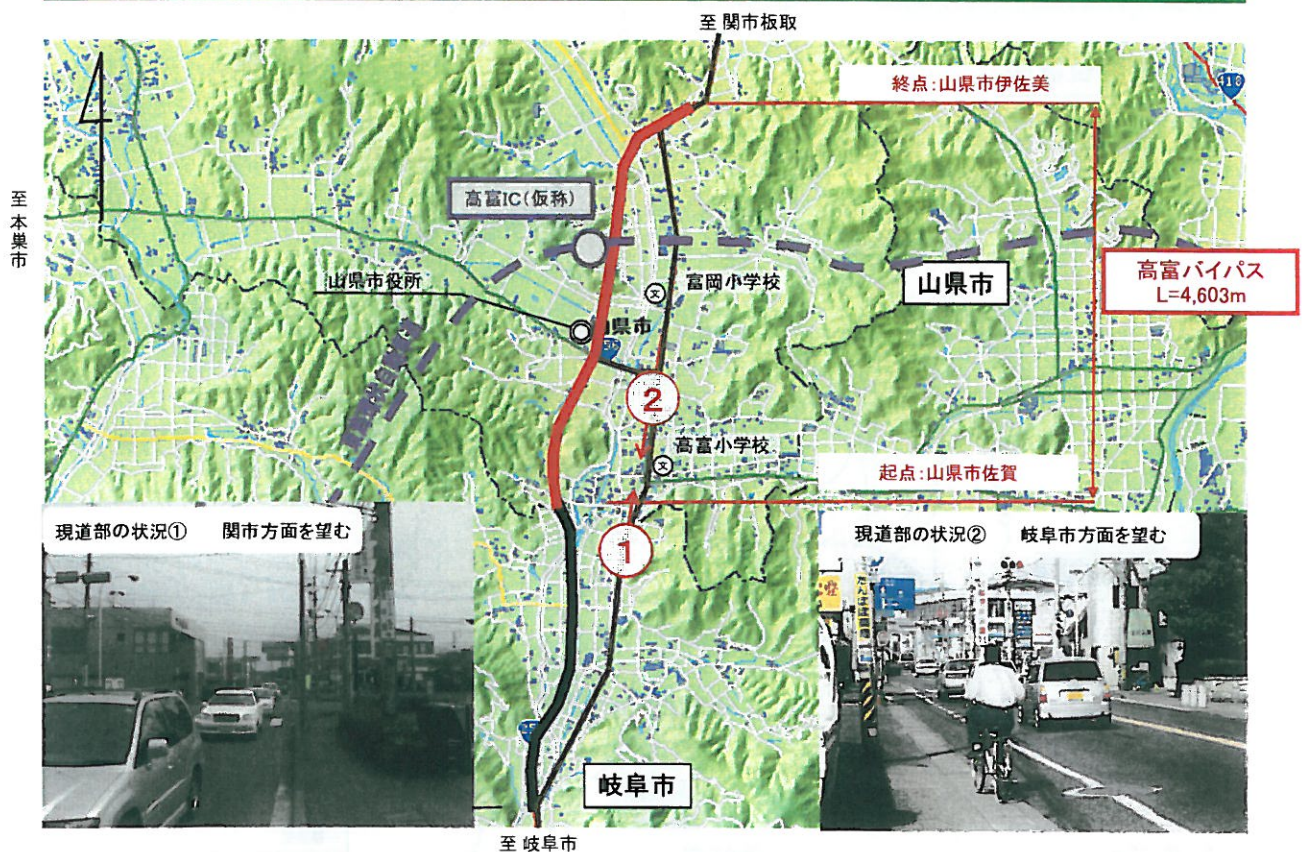 至 関市板取
終点:山県市伊佐美
418
至 本巣市
高富IC(仮称)
山県市役所
山県市
富岡小学校
文
山県市
高富バイパス
L=4,603m
②
高富小学校
文
起点:山県市佐賀
①
現道部の状況① 関市方面を望む
現道部の状況② 岐阜市方面を望む
岐阜市
至 岐阜市